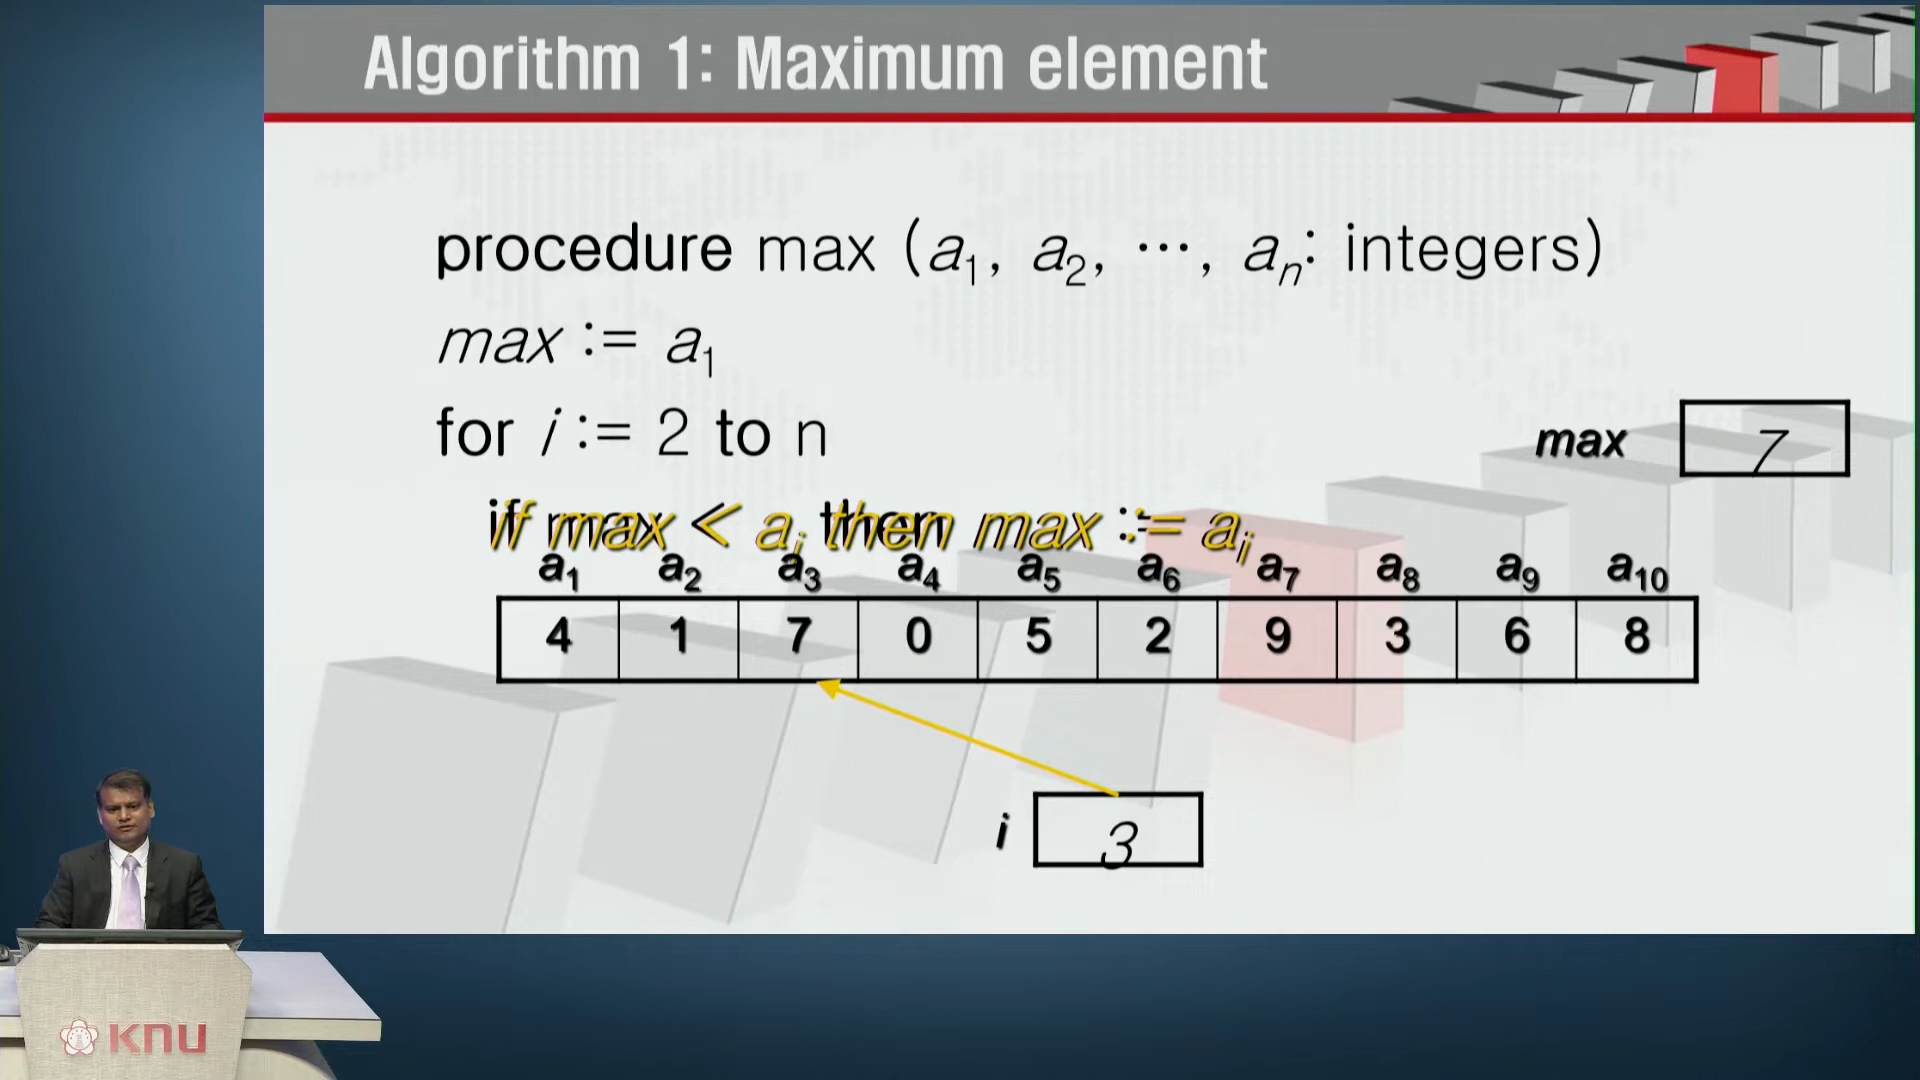 Algorithm 1: Maximum element
procedure max (a₁, a₂, ⋯, aₙ: integers)
max := a₁
for i := 2 to n
if max < aᵢ then max := aᵢ
max 7
a₁ a₂ a₃ a₄ a₅ a₆ a₇ a₈ a₉ a₁₀
4 1 7 0 5 2 9 3 6 8
i 3
KNU